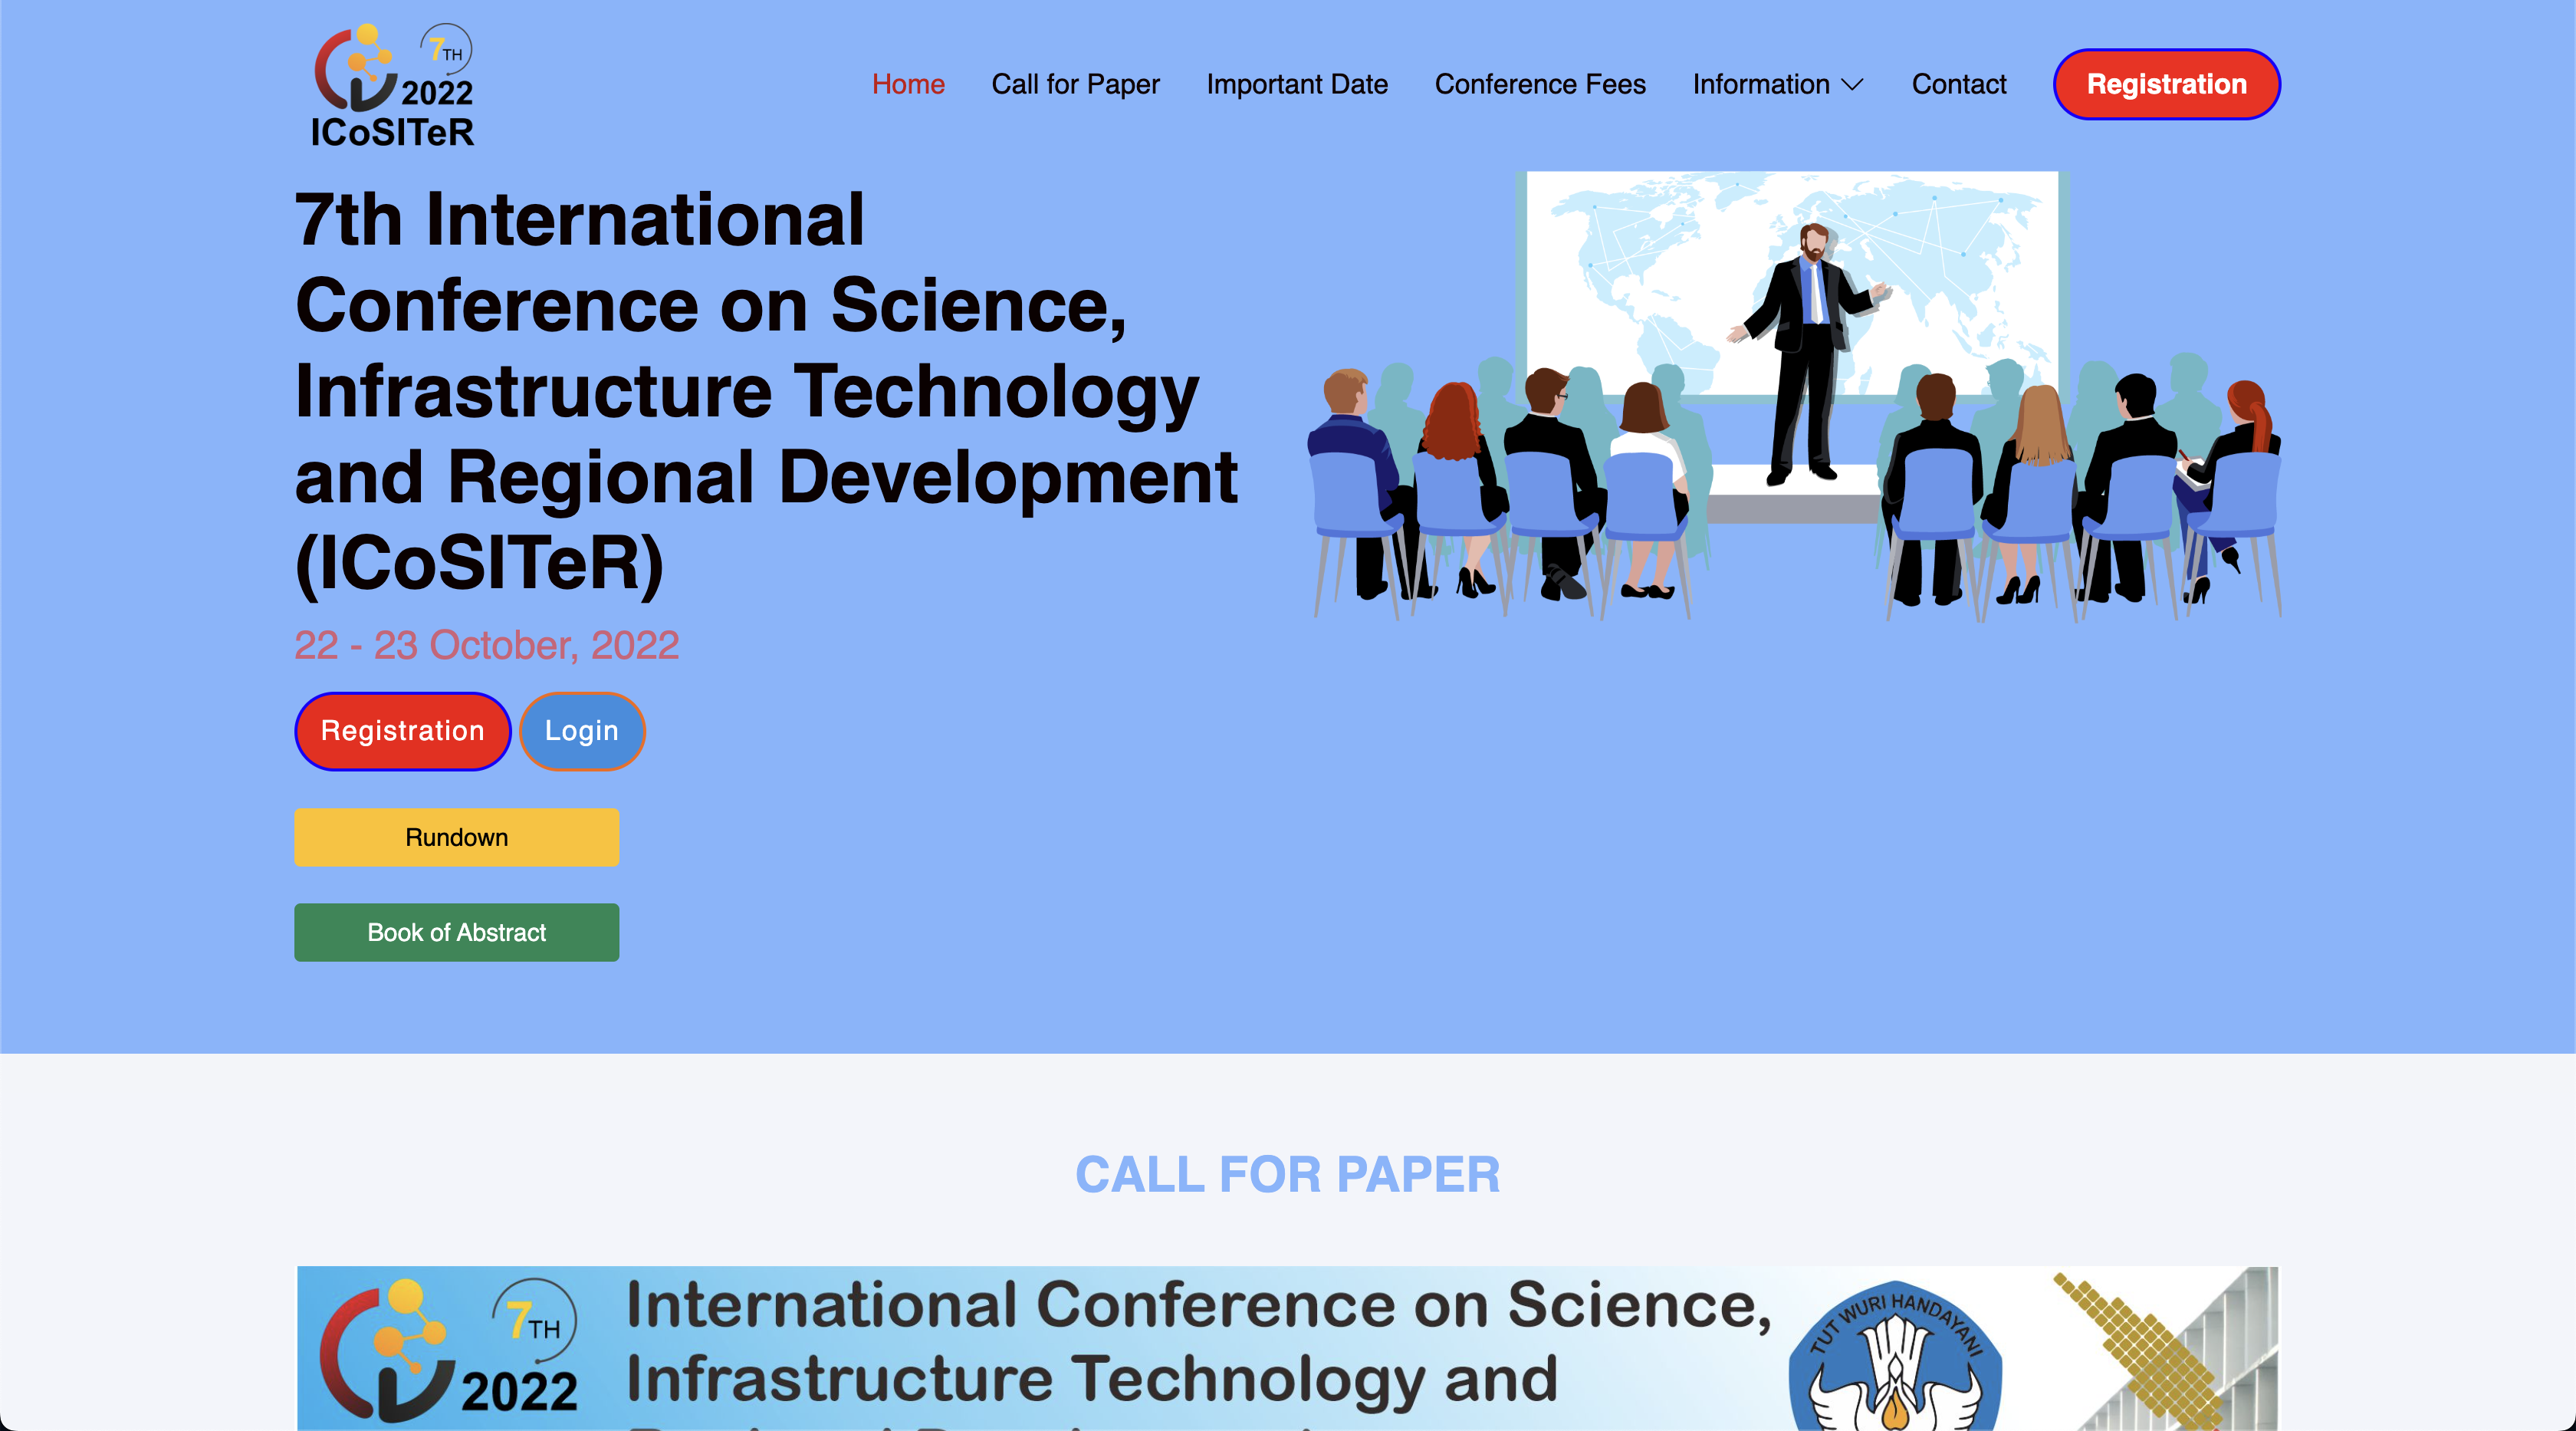 7TH
2022
ICoSITeR
Home
Call for Paper
Important Date
Conference Fees
Information
Contact
Registration
7th International
Conference on Science,
Infrastructure Technology
and Regional Development
(ICoSITeR)
22 - 23 October, 2022
Registration
Login
Rundown
Book of Abstract
CALL FOR PAPER
7TH
2022
International Conference on Science,
Infrastructure Technology and
TUT WURI HANDAYANI